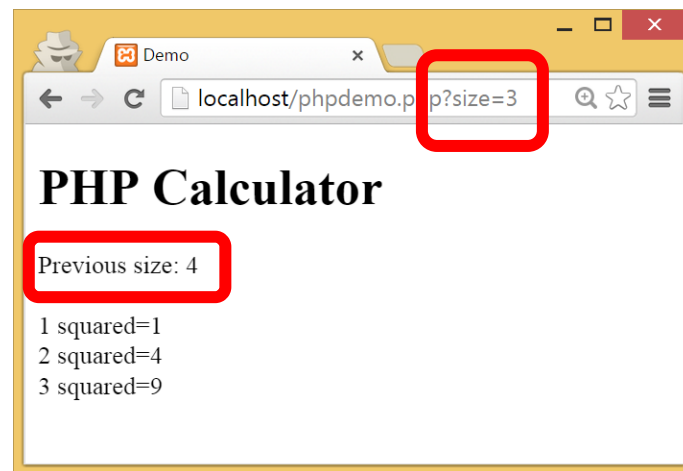 Demo
localhost/phpdemo.php?size=3
PHP Calculator
Previous size: 4
1 squared=1
2 squared=4
3 squared=9